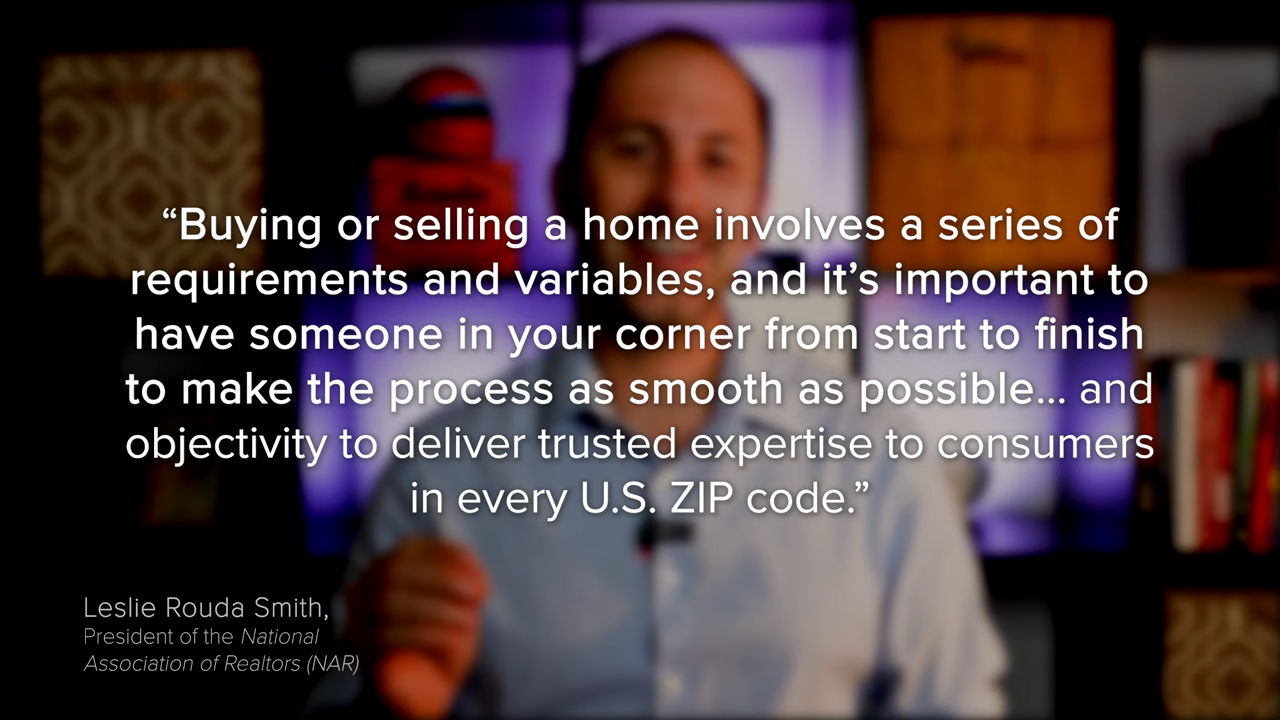 “Buying or selling a home involves a series of
requirements and variables, and it’s important to
have someone in your corner from start to finish
to make the process as smooth as possible... and
objectivity to deliver trusted expertise to consumers
in every U.S. ZIP code.”
Leslie Rouda Smith,
President of the National
Association of Realtors (NAR)